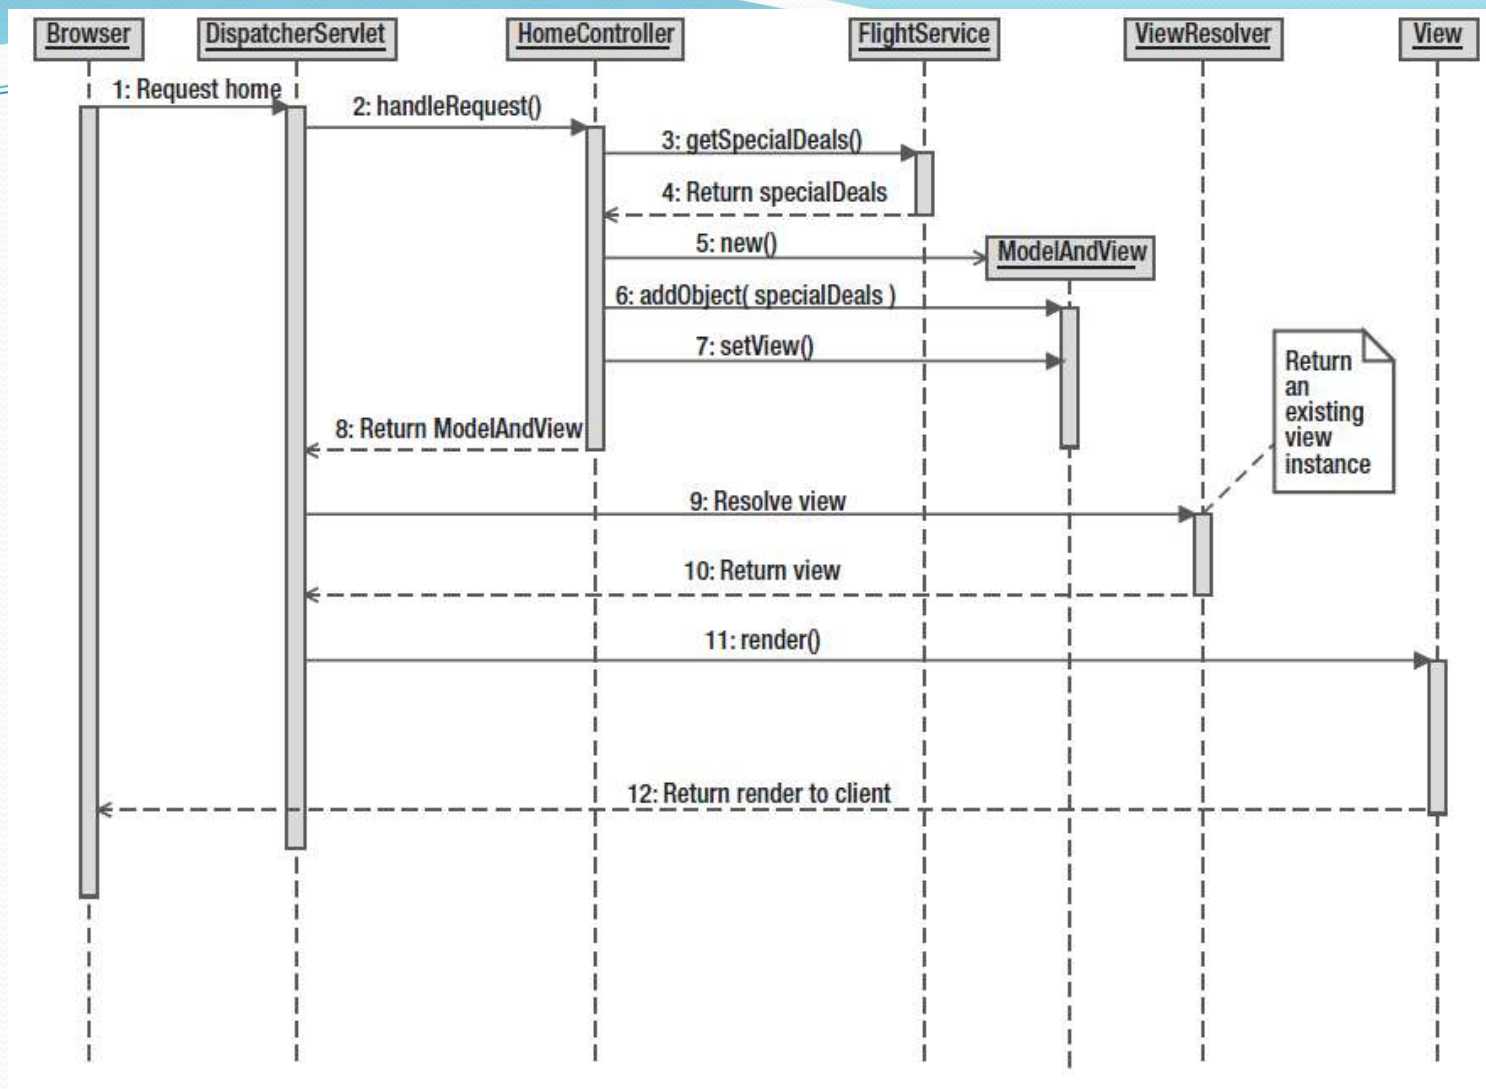 Browser
DispatcherServlet
HomeController
FlightService
ViewResolver
View
1: Request home
2: handleRequest()
3: getSpecialDeals()
4: Return specialDeals
5: new()
ModelAndView
6: addObject( specialDeals )
7: setView()
Return
an
existing
view
instance
8: Return ModelAndView
9: Resolve view
10: Return view
11: render()
12: Return render to client